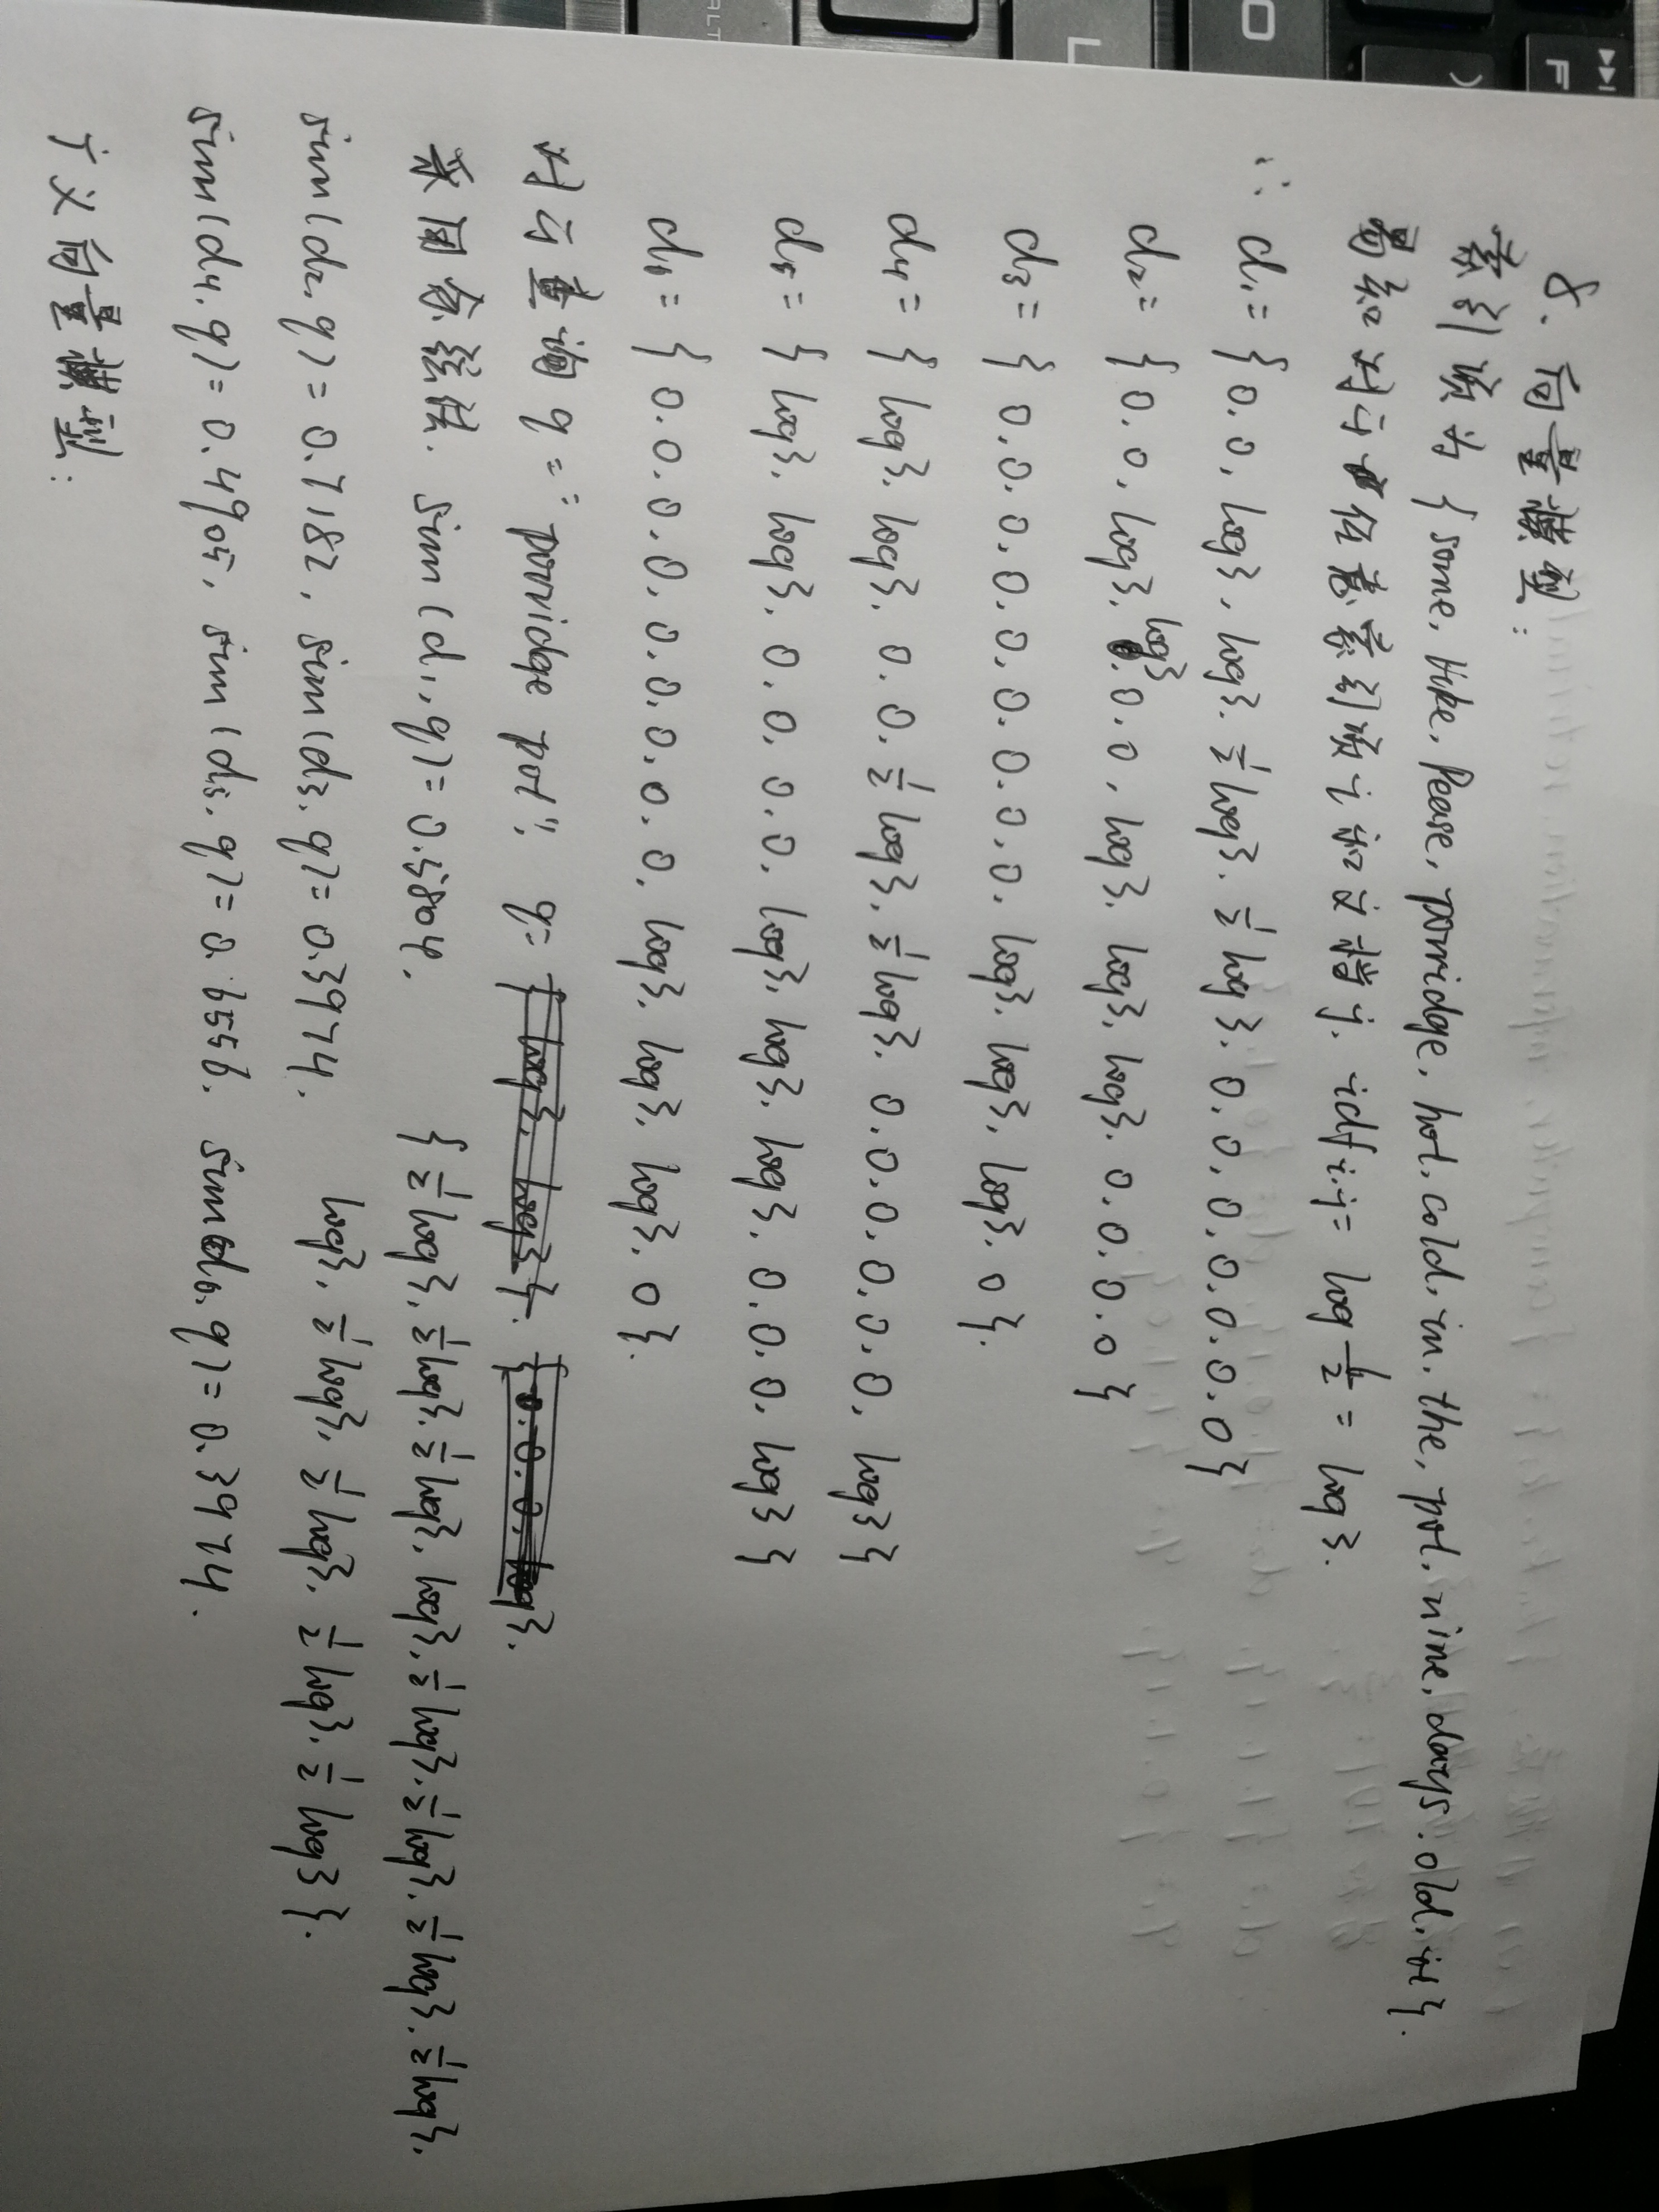 8. 向量模型:
索引项为 { some, like, Pease, porridge, hot, cold, in, the, pot, nine, days, old, it }.
易知对于任意索引项 i 和文档 j, idf i,j = log 6/2 = log 3.
∴ d₁ = { 0, 0, log3, log3, ½log3, ½log3, 0, 0, 0, 0, 0, 0, 0 }
d₂ = { 0, 0, log3, log3, 0, 0, log3, log3, log3, 0, 0, 0, 0 }
d₃ = { 0, 0, 0, 0, 0, 0, 0, 0, 0, log3, log3, log3, 0 }.
d₄ = { log3, log3, 0, 0, ½log3, ½log3, 0, 0, 0, 0, 0, 0, log3 }
d₅ = { log3, log3, 0, 0, 0, 0, log3, log3, log3, 0, 0, 0, log3 }
d₆ = { 0, 0, 0, 0, 0, 0, 0, 0, 0, log3, log3, log3, 0 }.
对于查询 q = "porridge pot", q =
{ ½log3, ½log3, ½log3, log3, ½log3, ½log3, ½log3, ½log3,
log3, ½log3, ½log3, ½log3, ½log3 }.
采用余弦法, sim(d₁, q) = 0.5804,
sim(d₂, q) = 0.7182, sim(d₃, q) = 0.3974,
sim(d₄, q) = 0.4905, sim(d₅, q) = 0.6556, sim(d₆, q) = 0.3974.
广义向量模型: